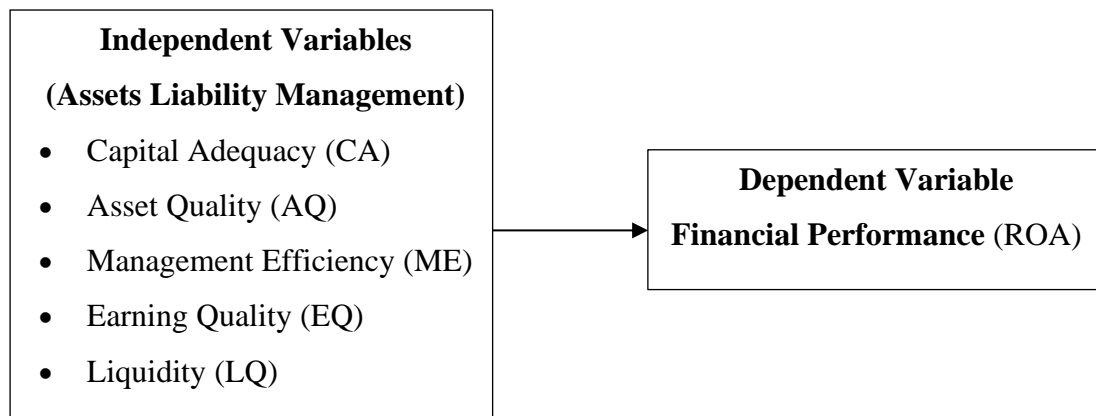 Independent Variables
(Assets Liability Management)
• Capital Adequacy (CA)
• Asset Quality (AQ)
• Management Efficiency (ME)
• Earning Quality (EQ)
• Liquidity (LQ)
Dependent Variable
Financial Performance (ROA)